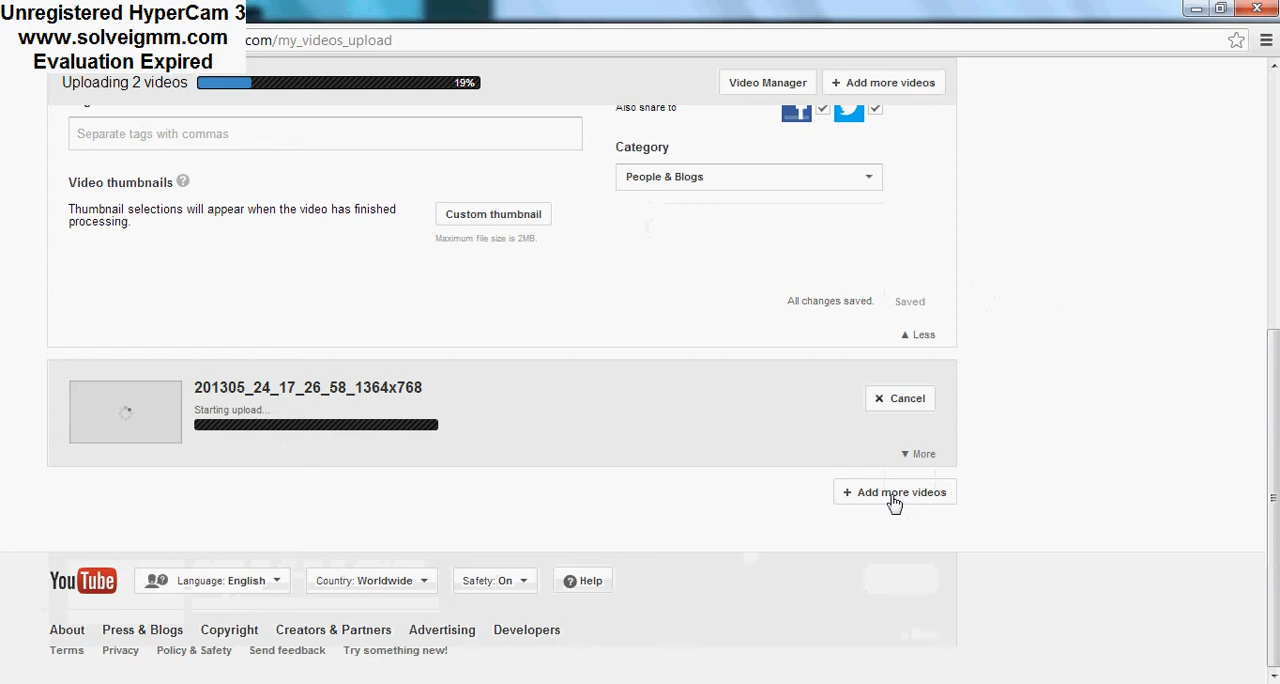 Unregistered HyperCam 3
www.solveigmm.com
Evaluation Expired
com/my_videos_upload
Uploading 2 videos 19% Video Manager + Add more videos
Also share to
Separate tags with commas
Category
People & Blogs
Video thumbnails ?
Thumbnail selections will appear when the video has finished
processing.
Custom thumbnail
Maximum file size is 2MB.
All changes saved. Saved
▲ Less
201305_24_17_26_58_1364x768
Starting upload...
× Cancel
▼ More
+ Add more videos
YouTube Language: English Country: Worldwide Safety: On Help
About Press & Blogs Copyright Creators & Partners Advertising Developers
Terms Privacy Policy & Safety Send feedback Try something new!